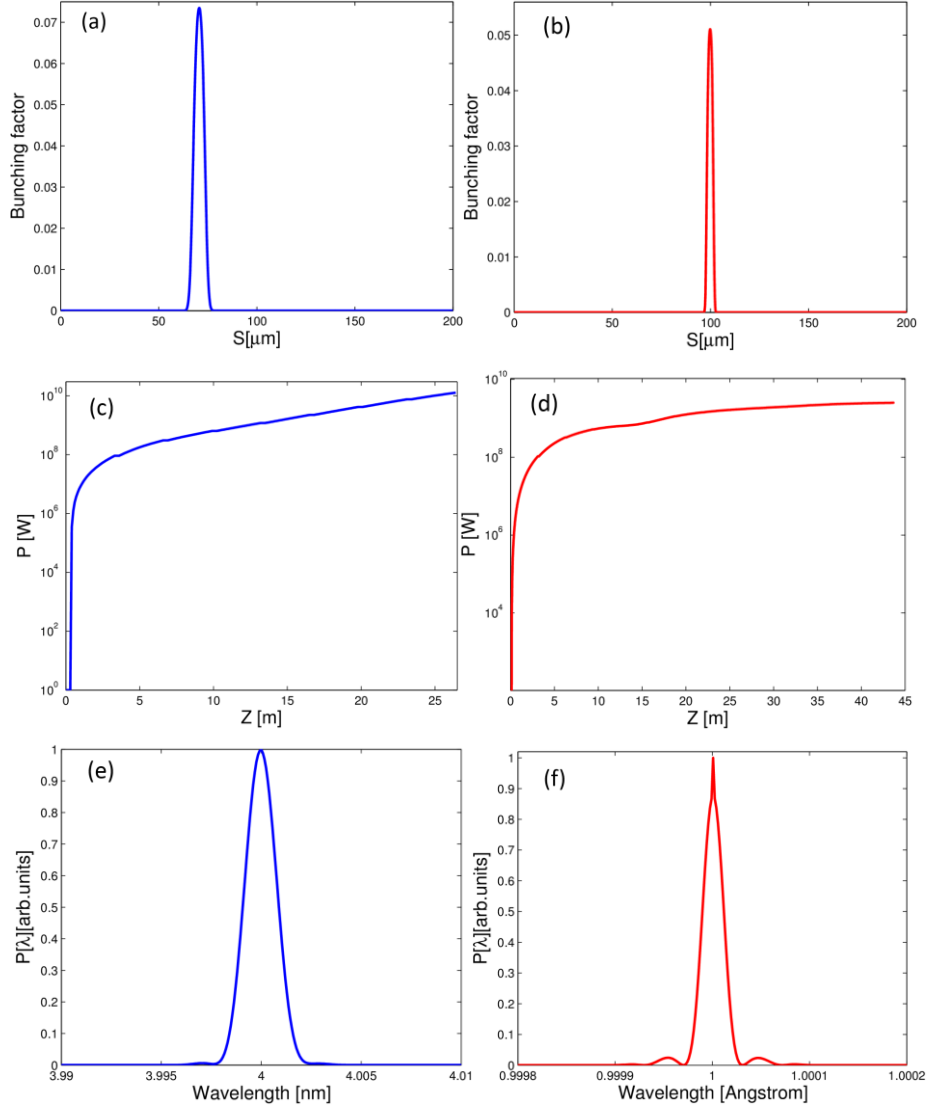 (a)
0.07
0.06
0.05
0.04
0.03
0.02
0.01
0
Bunching factor
0 50 100 150 200
S[μm]
(b)
0.05
0.04
0.03
0.02
0.01
0
Bunching factor
0 50 100 150 200
S[μm]
(c)
10^10
10^8
10^6
10^4
10^2
10^0
P [W]
0 5 10 15 20 25
Z [m]
(d)
10^10
10^8
10^6
10^4
P [W]
0 5 10 15 20 25 30 35 40 45
Z [m]
(e)
1
0.9
0.8
0.7
0.6
0.5
0.4
0.3
0.2
0.1
0
P[λ][arb.units]
3.99 3.995 4 4.005 4.01
Wavelength [nm]
(f)
1
0.9
0.8
0.7
0.6
0.5
0.4
0.3
0.2
0.1
0
P[λ][arb.units]
0.9998 0.9999 1 1.0001 1.0002
Wavelength [Angstrom]